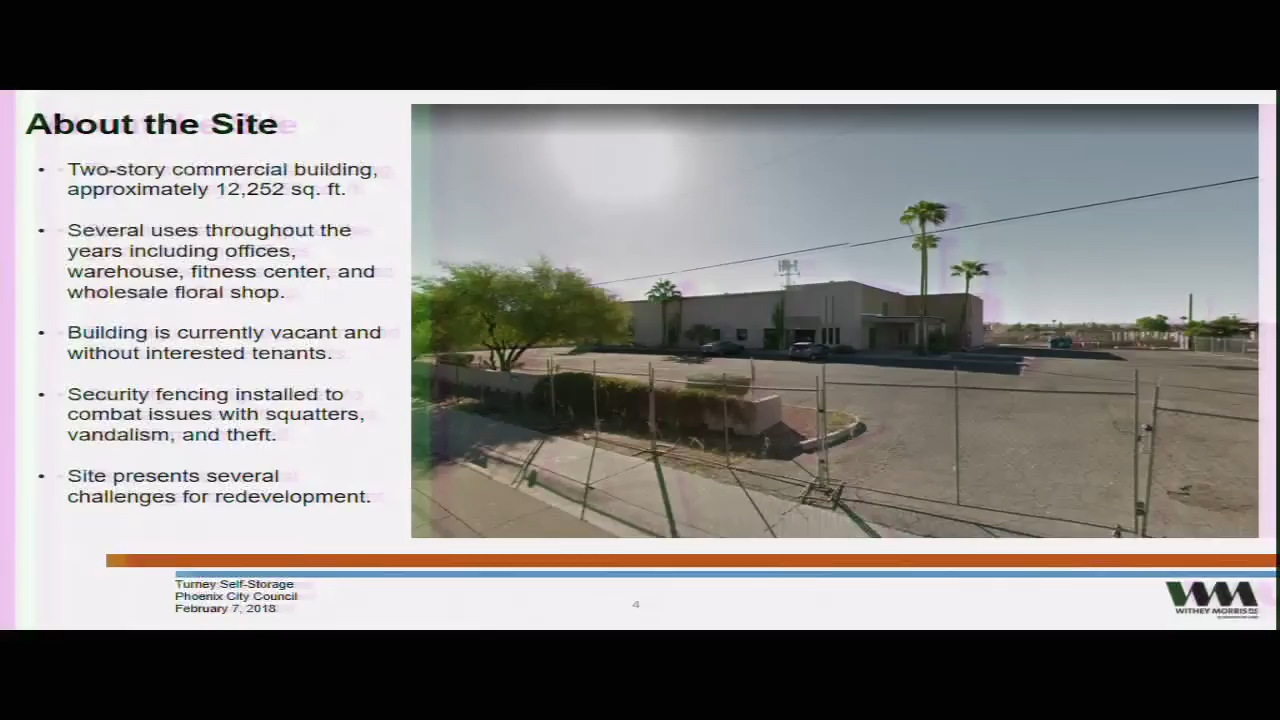 About the Site
• Two-story commercial building,
approximately 12,252 sq. ft.
• Several uses throughout the
years including offices,
warehouse, fitness center, and
wholesale floral shop.
• Building is currently vacant and
without interested tenants.
• Security fencing installed to
combat issues with squatters,
vandalism, and theft.
• Site presents several
challenges for redevelopment.
Turney Self-Storage
Phoenix City Council
February 7, 2018
4
WITHEY MORRIS